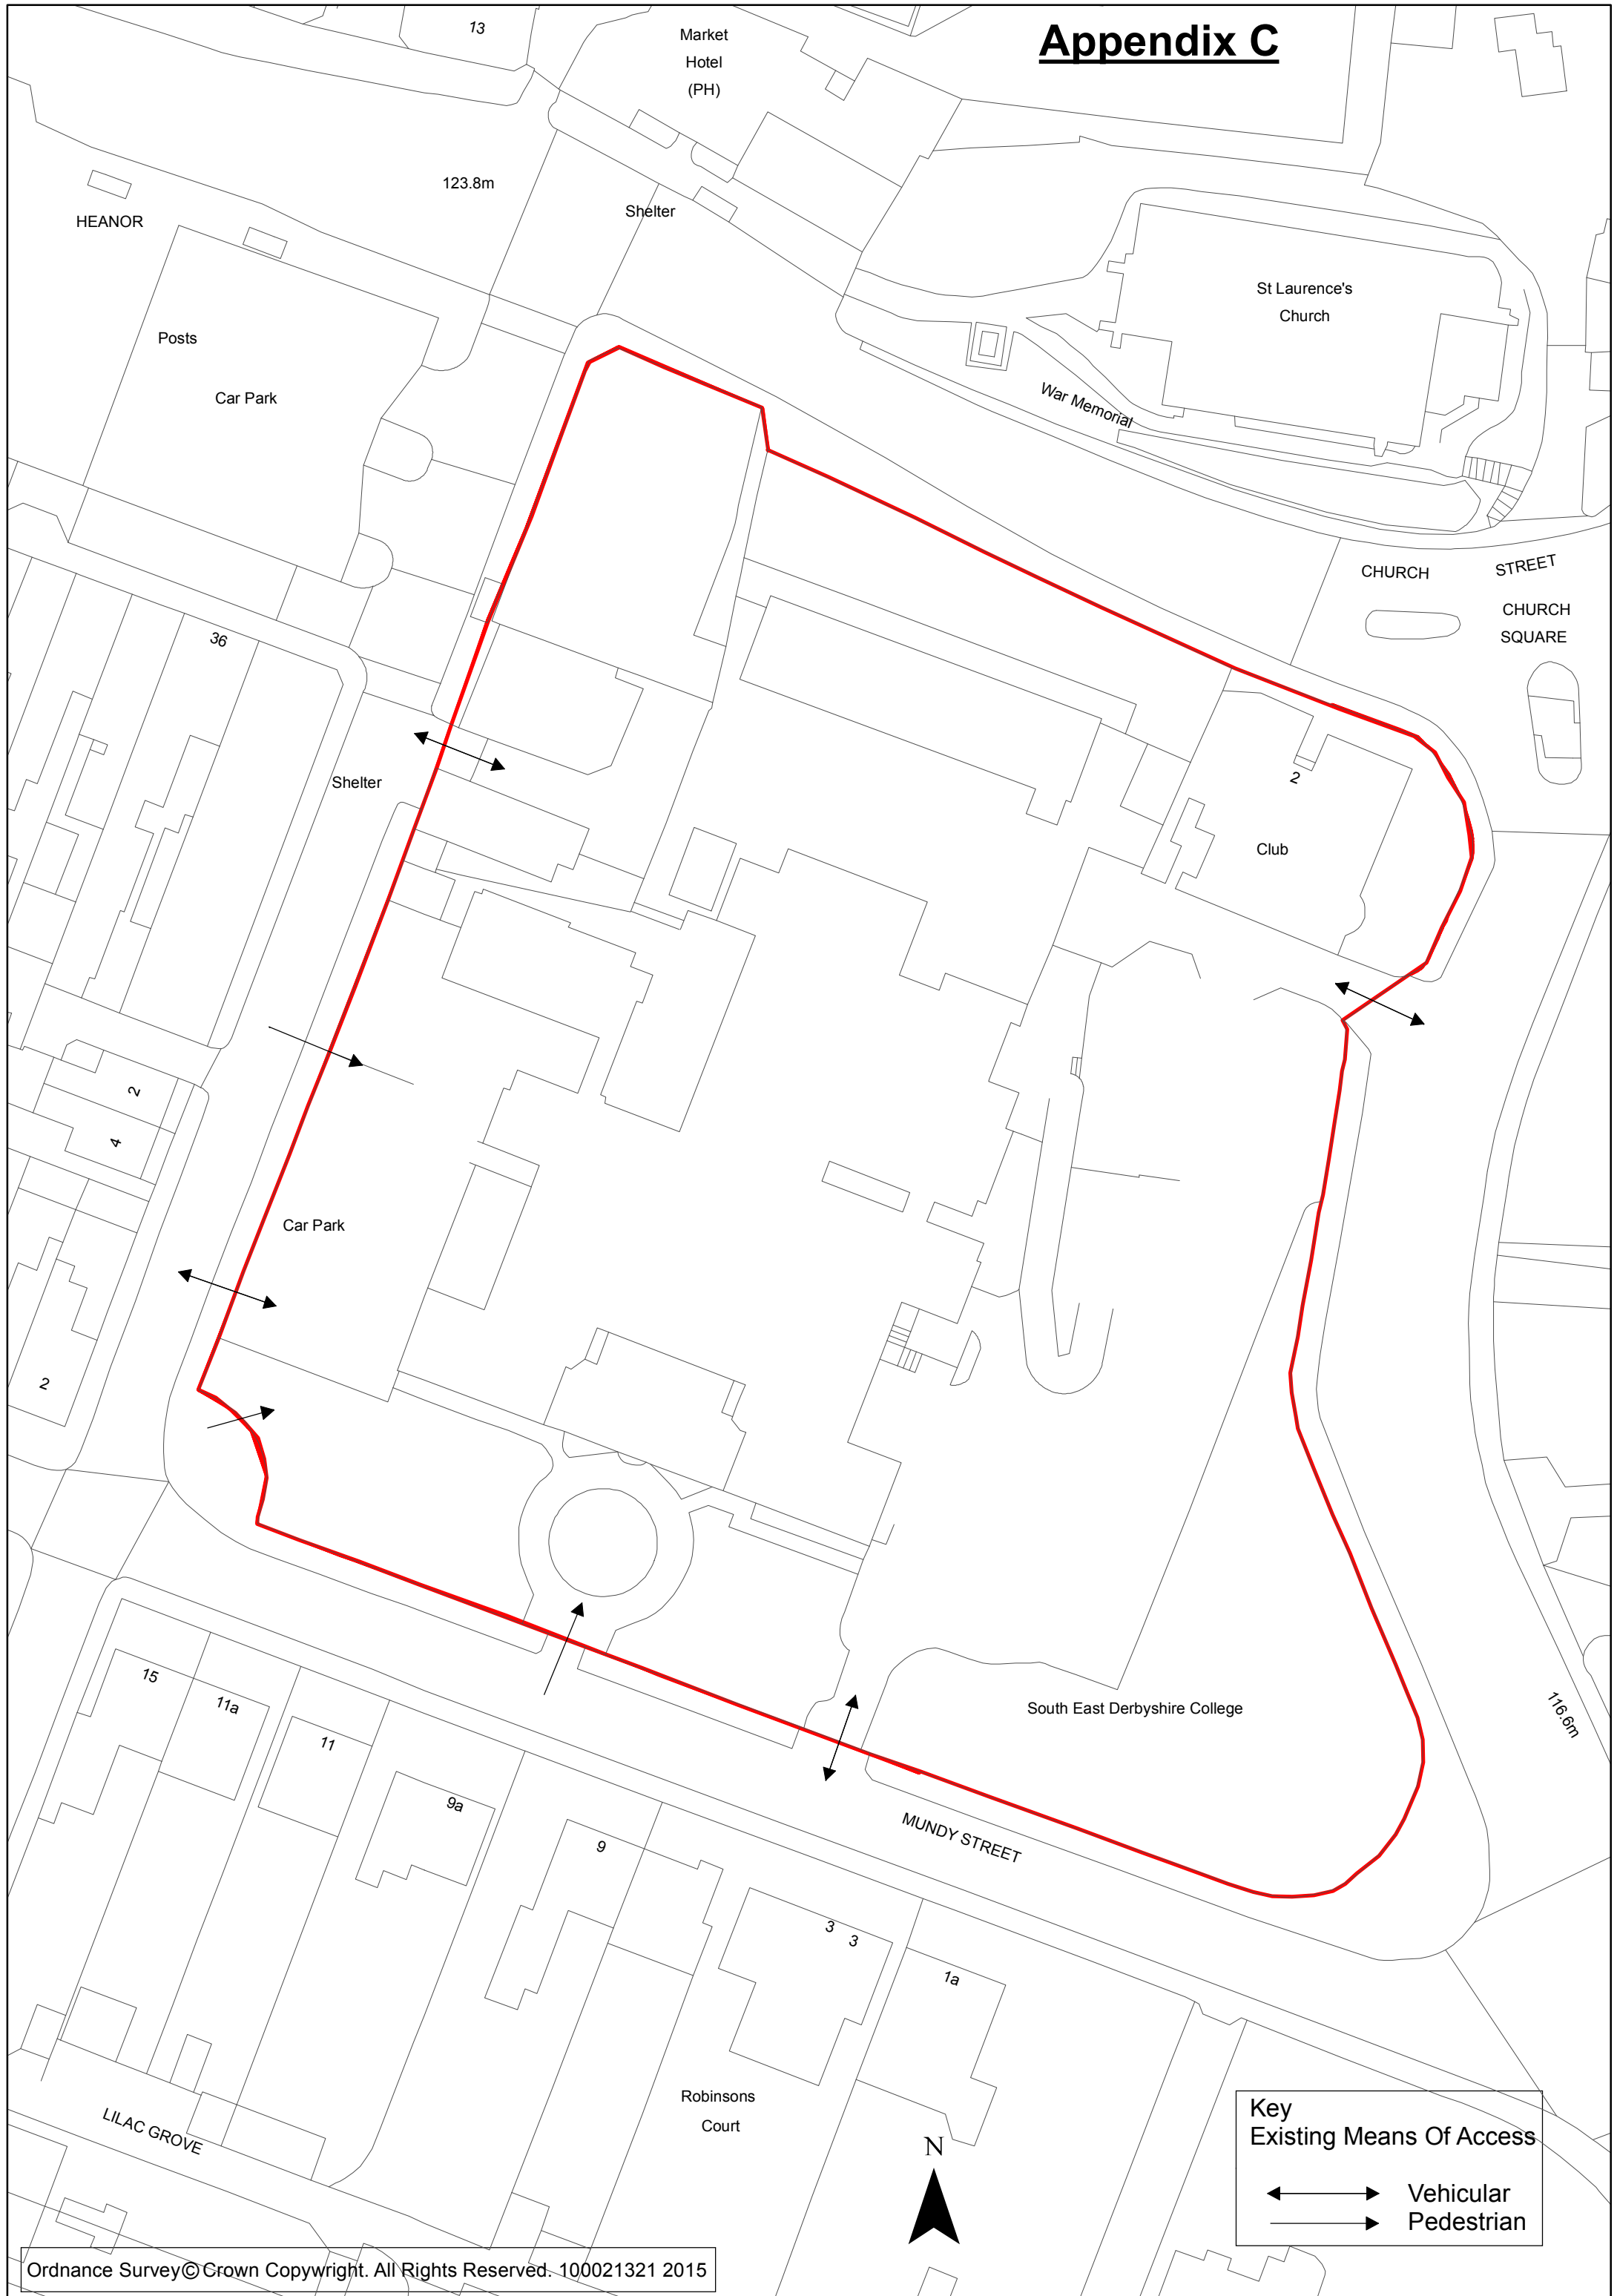 Appendix C
13
Market
Hotel
(PH)
123.8m
HEANOR
Shelter
St Laurence's
Church
Posts
Car Park
War Memorial
CHURCH STREET
CHURCH
SQUARE
36
Shelter
2
Club
2
4
Car Park
2
15
11a
11
9a
9
South East Derbyshire College
116.6m
MUNDY STREET
3
3
1a
Robinsons
Court
LILAC GROVE
N
Key
Existing Means Of Access
Vehicular
Pedestrian
Ordnance Survey © Crown Copywright. All Rights Reserved. 100021321 2015